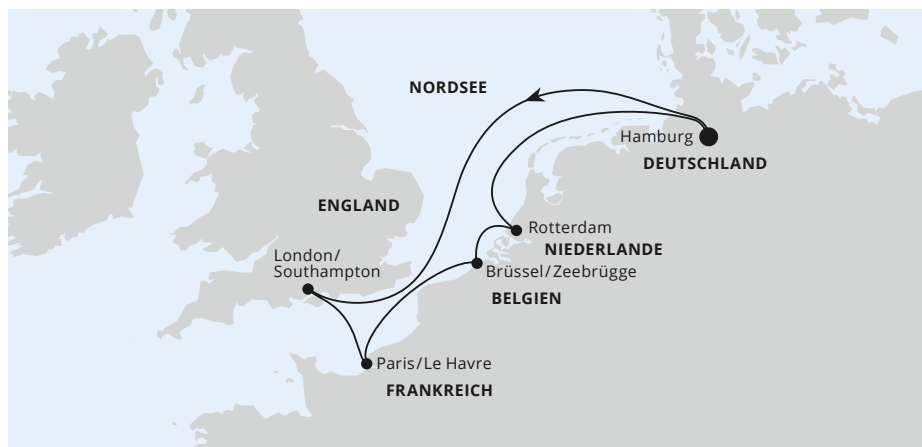 NORDSEE
Hamburg
DEUTSCHLAND
ENGLAND
Rotterdam
NIEDERLANDE
London/
Southampton
Brüssel/Zeebrügge
BELGIEN
Paris/Le Havre
FRANKREICH